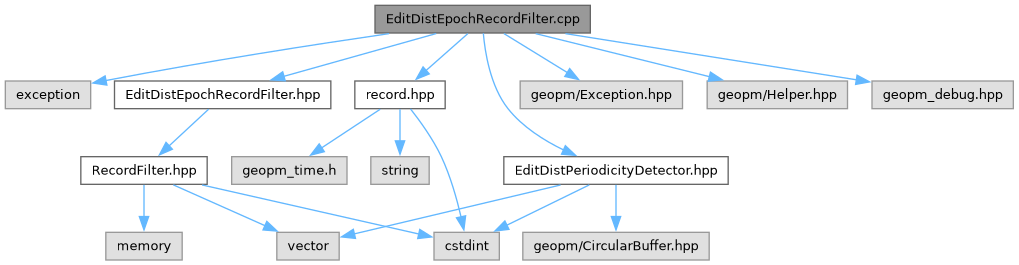 EditDistEpochRecordFilter.cpp
exception
EditDistEpochRecordFilter.hpp
record.hpp
geopm/Exception.hpp
geopm/Helper.hpp
geopm_debug.hpp
RecordFilter.hpp
geopm_time.h
string
EditDistPeriodicityDetector.hpp
memory
vector
cstdint
geopm/CircularBuffer.hpp